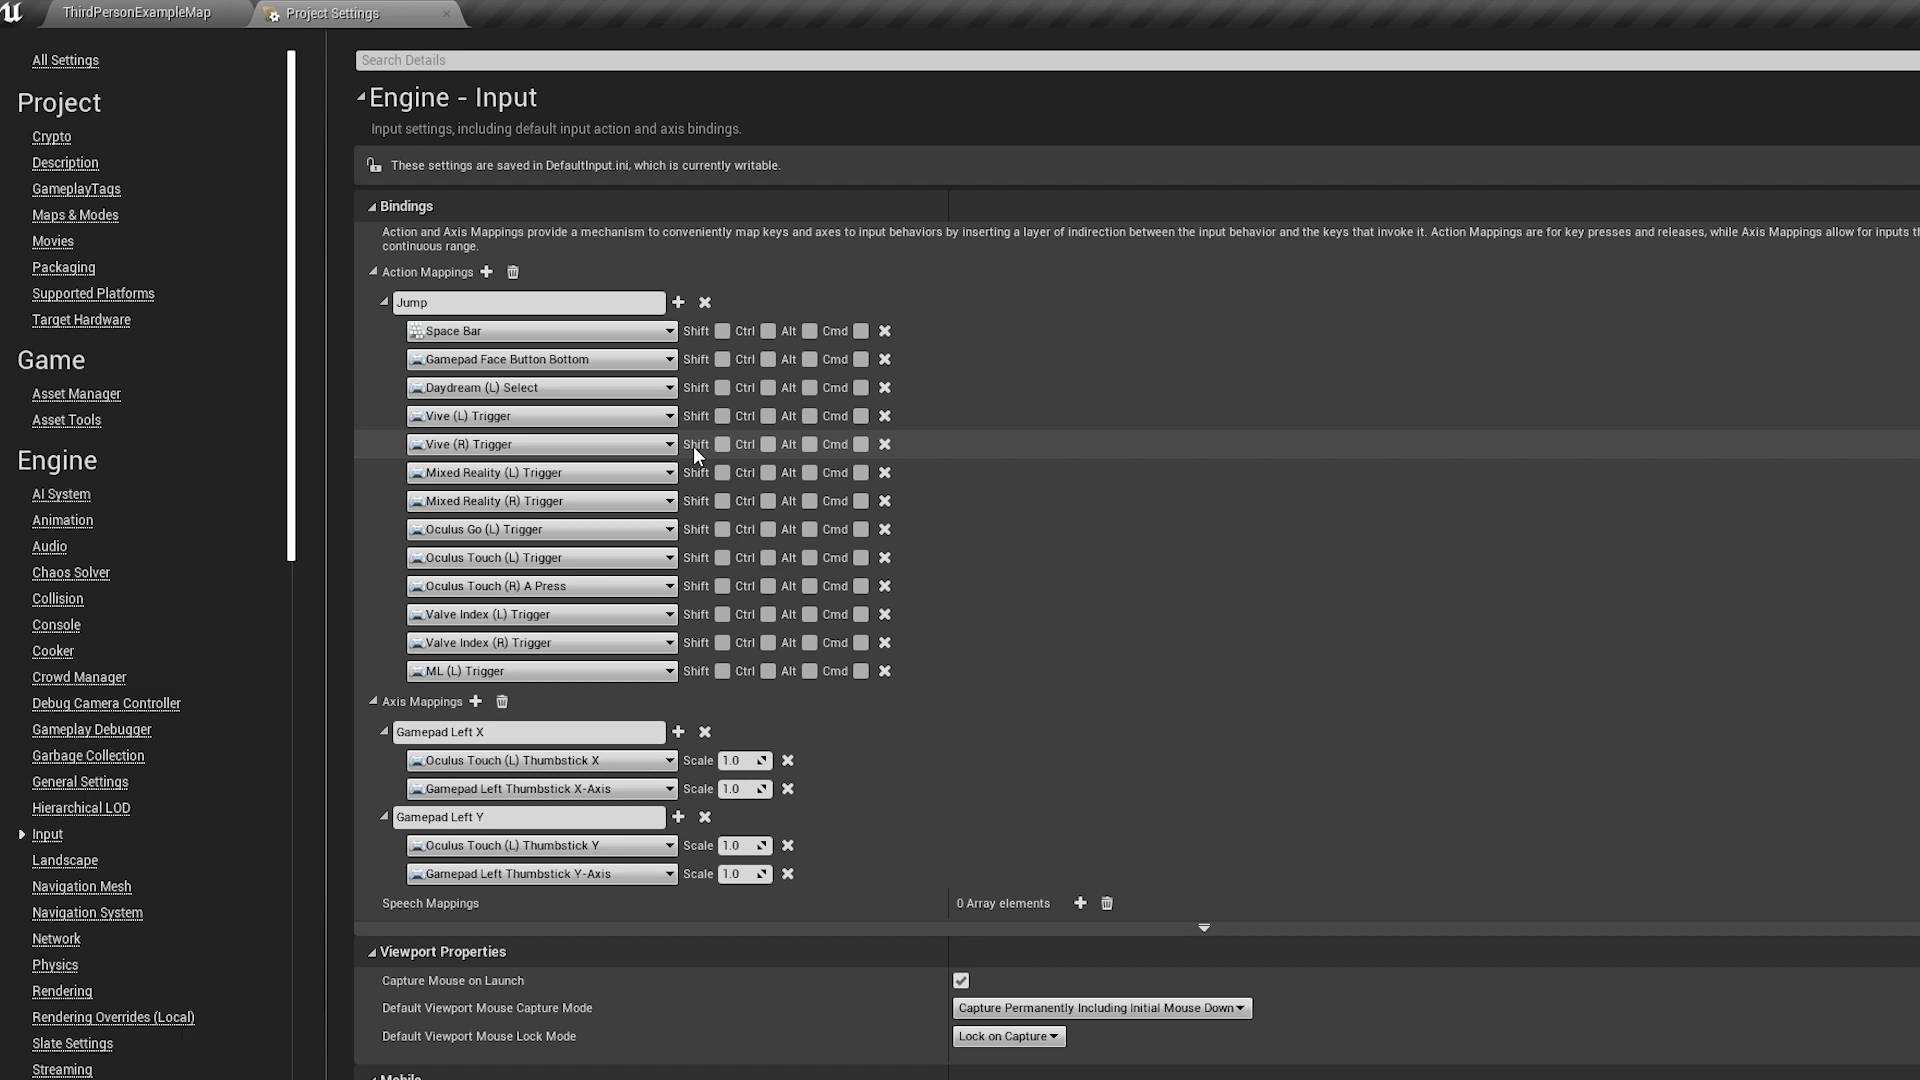 ThirdPersonExampleMap
Project Settings
All Settings
Project
Crypto
Description
GameplayTags
Maps & Modes
Movies
Packaging
Supported Platforms
Target Hardware
Game
Asset Manager
Asset Tools
Engine
AI System
Animation
Audio
Chaos Solver
Collision
Console
Cooker
Crowd Manager
Debug Camera Controller
Gameplay Debugger
Garbage Collection
General Settings
Hierarchical LOD
Input
Landscape
Navigation Mesh
Navigation System
Network
Physics
Rendering
Rendering Overrides (Local)
Slate Settings
Streaming
Search Details
Engine - Input
Input settings, including default input action and axis bindings.
These settings are saved in DefaultInput.ini, which is currently writable.
Bindings
Action and Axis Mappings provide a mechanism to conveniently map keys and axes to input behaviors by inserting a layer of indirection between the input behavior and the keys that invoke it. Action Mappings are for key presses and releases, while Axis Mappings allow for inputs
continuous range.
Action Mappings
Jump
Space Bar Shift Ctrl Alt Cmd
Gamepad Face Button Bottom Shift Ctrl Alt Cmd
Daydream (L) Select Shift Ctrl Alt Cmd
Vive (L) Trigger Shift Ctrl Alt Cmd
Vive (R) Trigger Shift Ctrl Alt Cmd
Mixed Reality (L) Trigger Shift Ctrl Alt Cmd
Mixed Reality (R) Trigger Shift Ctrl Alt Cmd
Oculus Go (L) Trigger Shift Ctrl Alt Cmd
Oculus Touch (L) Trigger Shift Ctrl Alt Cmd
Oculus Touch (R) A Press Shift Ctrl Alt Cmd
Valve Index (L) Trigger Shift Ctrl Alt Cmd
Valve Index (R) Trigger Shift Ctrl Alt Cmd
ML (L) Trigger Shift Ctrl Alt Cmd
Axis Mappings
Gamepad Left X
Oculus Touch (L) Thumbstick X Scale 1.0
Gamepad Left Thumbstick X-Axis Scale 1.0
Gamepad Left Y
Oculus Touch (L) Thumbstick Y Scale 1.0
Gamepad Left Thumbstick Y-Axis Scale 1.0
Speech Mappings 0 Array elements
Viewport Properties
Capture Mouse on Launch
Default Viewport Mouse Capture Mode Capture Permanently Including Initial Mouse Down
Default Viewport Mouse Lock Mode Lock on Capture